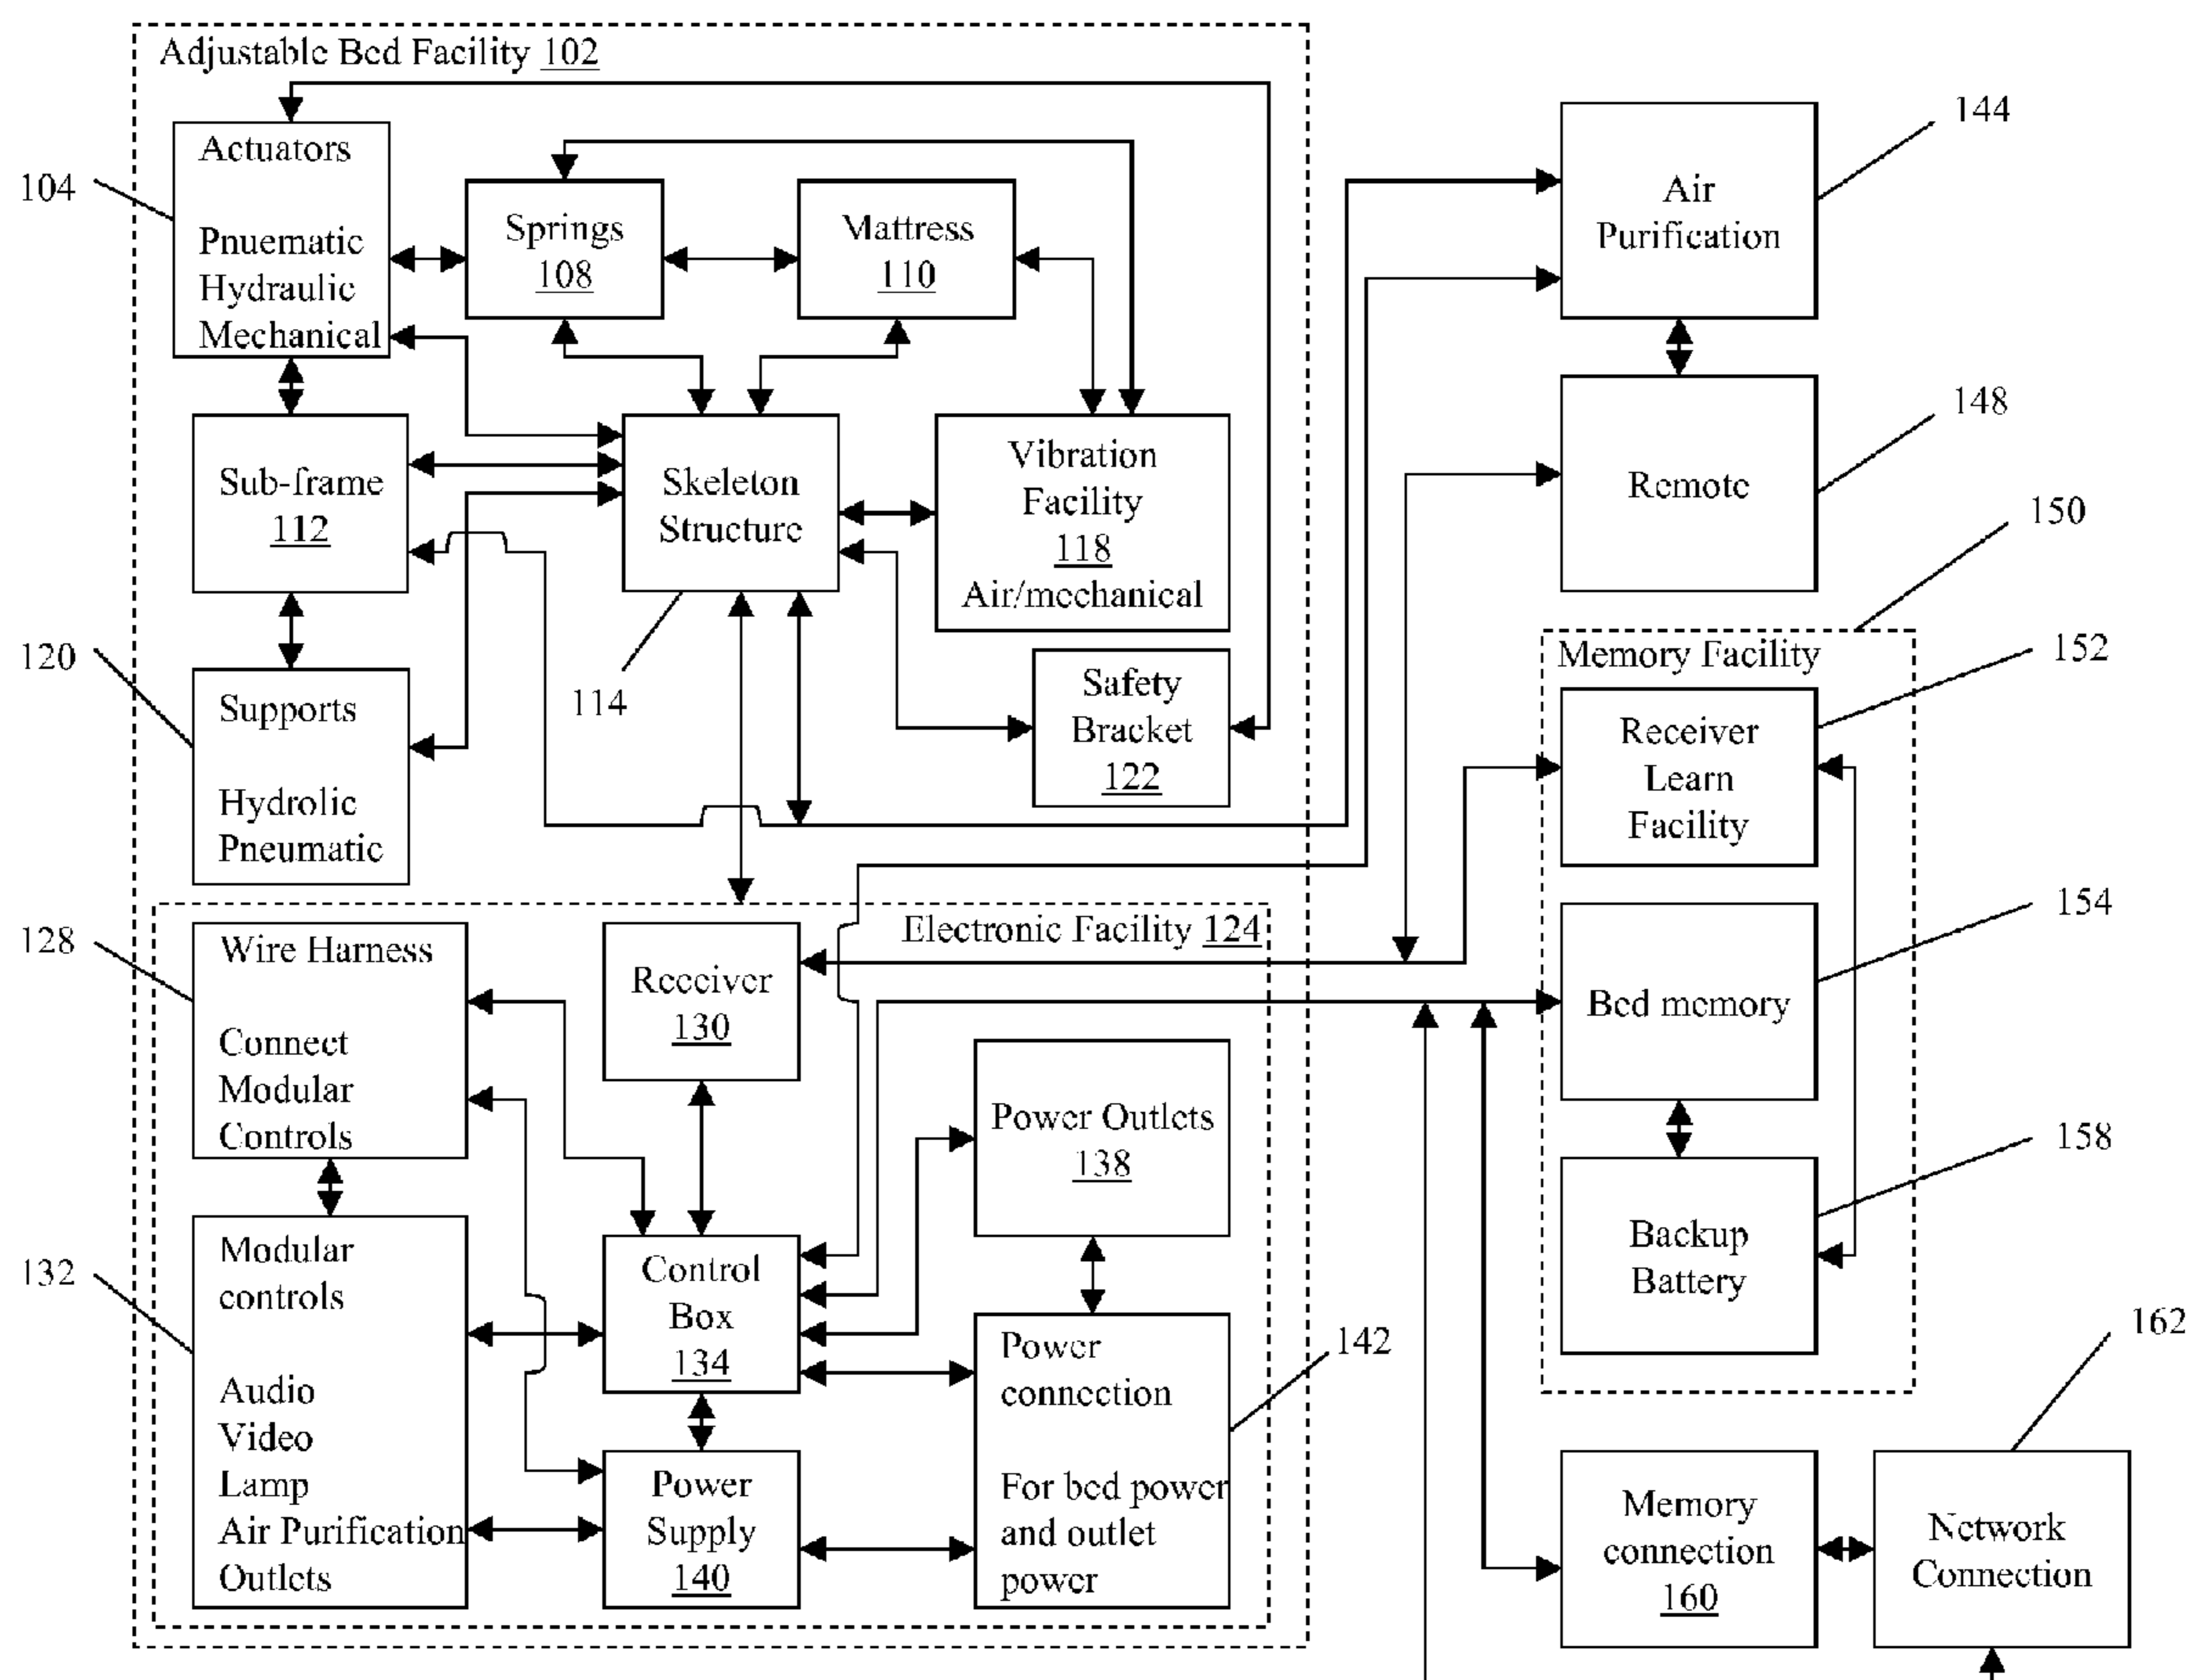 Adjustable Bed Facility 102
Actuators
Pnuematic
Hydraulic
Mechanical
104
Springs
108
Mattress
110
Air
Purification
144
Remote
148
Sub-frame
112
Skeleton
Structure
114
Vibration
Facility
118
Air/mechanical
Supports
Hydrolic
Pneumatic
120
Safety
Bracket
122
150
Memory Facility
Receiver
Learn
Facility
152
Bed memory
154
Backup
Battery
158
Electronic Facility 124
Wire Harness
Connect
Modular
Controls
128
Receiver
130
Power Outlets
138
Modular
controls
Audio
Video
Lamp
Air Purification
Outlets
132
Control
Box
134
Power
Supply
140
Power
connection
For bed power
and outlet
power
142
Memory
connection
160
Network
Connection
162